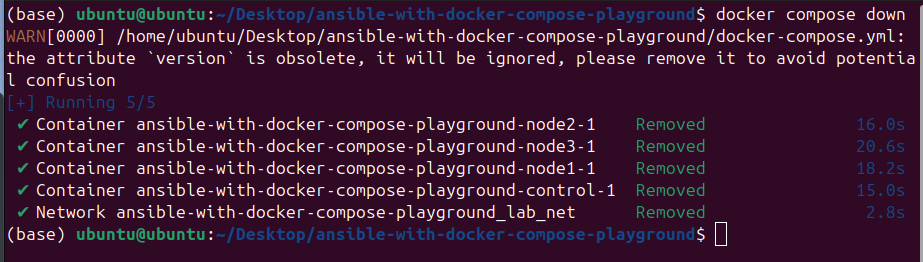 (base) ubuntu@ubuntu:~/Desktop/ansible-with-docker-compose-playground$ docker compose down
WARN[0000] /home/ubuntu/Desktop/ansible-with-docker-compose-playground/docker-compose.yml:
the attribute `version` is obsolete, it will be ignored, please remove it to avoid potentia
l confusion
[+] Running 5/5
✔ Container ansible-with-docker-compose-playground-node2-1 Removed 16.0s
✔ Container ansible-with-docker-compose-playground-node3-1 Removed 20.6s
✔ Container ansible-with-docker-compose-playground-node1-1 Removed 18.2s
✔ Container ansible-with-docker-compose-playground-control-1 Removed 15.0s
✔ Network ansible-with-docker-compose-playground_lab_net Removed 2.8s
(base) ubuntu@ubuntu:~/Desktop/ansible-with-docker-compose-playground$